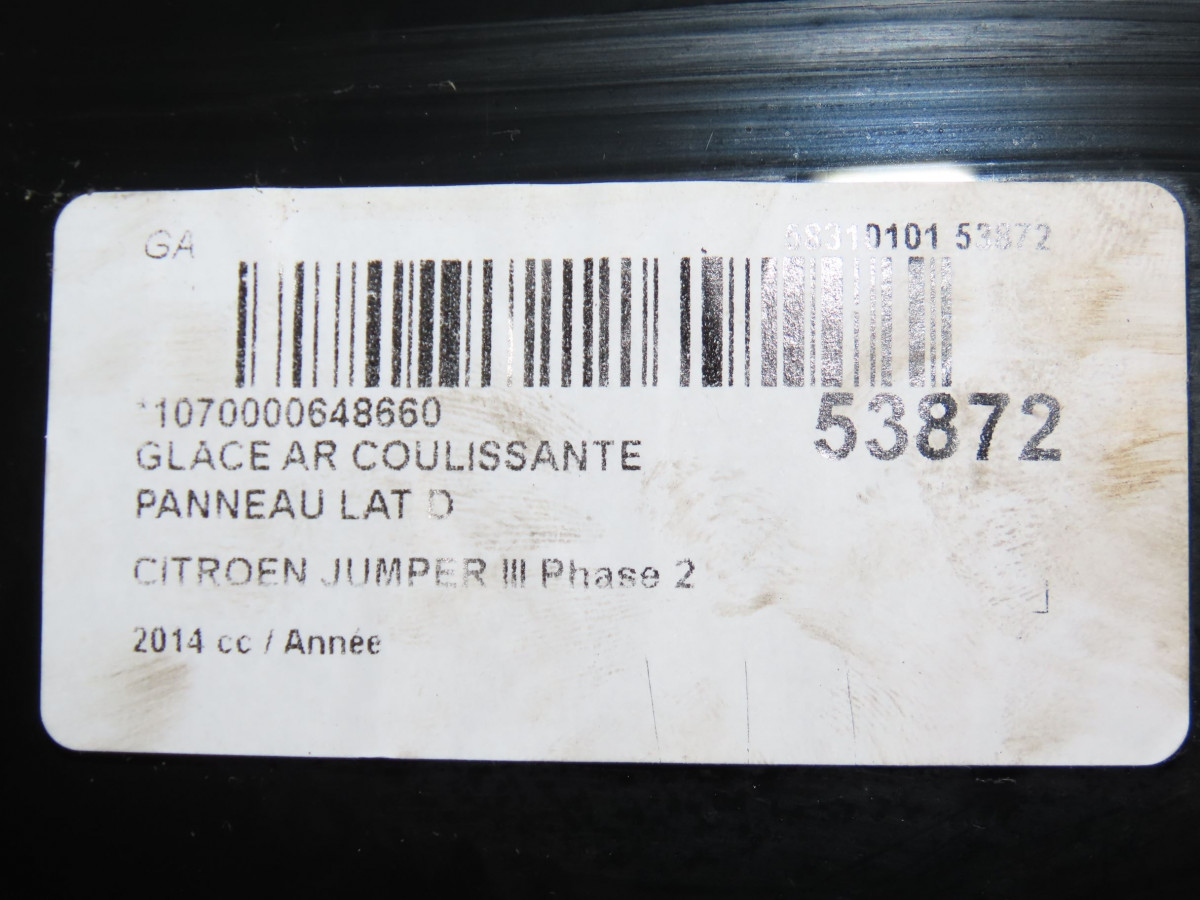 GA
58310101 53872
*1070000648660
53872
GLACE AR COULISSANTE
PANNEAU LAT D
CITROEN JUMPER III Phase 2
2014 cc / Année